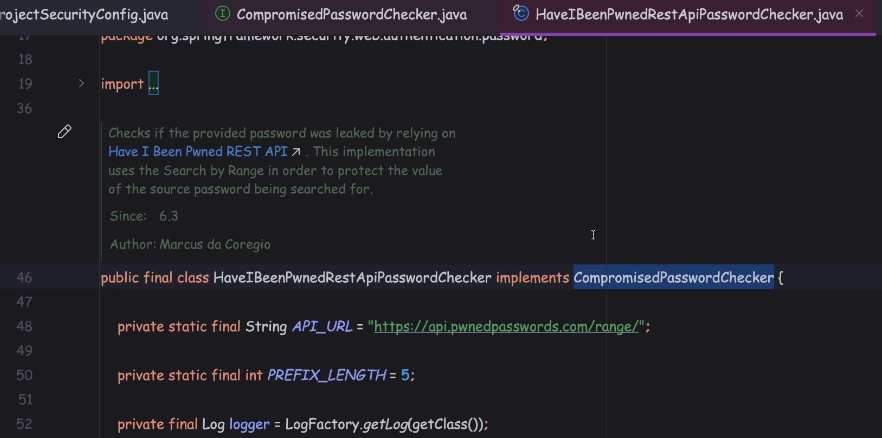 rojectSecurityConfig.java CompromisedPasswordChecker.java HaveIBeenPwnedRestApiPasswordChecker.java
17 package org.springframework.security.web.authentication.password;
18
19 import ...
36
Checks if the provided password was leaked by relying on
Have I Been Pwned REST API ↗ . This implementation
uses the Search by Range in order to protect the value
of the source password being searched for.
Since: 6.3
Author: Marcus da Coregio
46 public final class HaveIBeenPwnedRestApiPasswordChecker implements CompromisedPasswordChecker {
47
48 private static final String API_URL = "https://api.pwnedpasswords.com/range/";
49
50 private static final int PREFIX_LENGTH = 5;
51
52 private final Log logger = LogFactory.getLog(getClass());